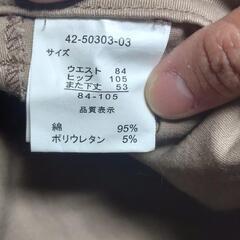 42-50303-03
サイズ
ウエスト 84
ヒップ 105
また下丈 53
84-105
品質表示
綿 95%
ポリウレタン 5%